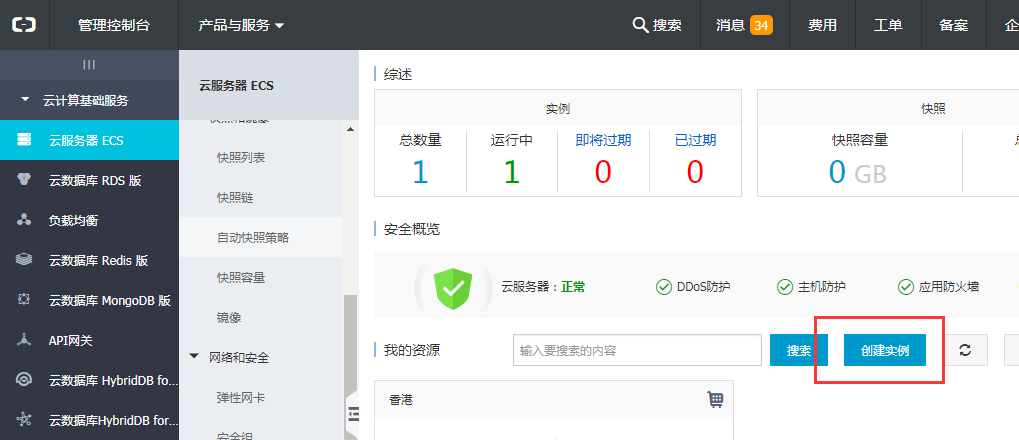 管理控制台 产品与服务 搜索 消息 34 费用 工单 备案 企
云计算基础服务
云服务器 ECS
云数据库 RDS 版
负载均衡
云数据库 Redis 版
云数据库 MongoDB 版
API网关
云数据库 HybridDB fo...
云数据库HybridDB for...
云服务器 ECS
快照列表
快照链
自动快照策略
快照容量
镜像
网络和安全
弹性网卡
安全组
综述
实例
总数量 运行中 即将过期 已过期
1 1 0 0
快照
快照容量
0 GB
安全概览
云服务器：正常 DDoS防护 主机防护 应用防火墙
我的资源 输入要搜索的内容 搜索 创建实例
香港